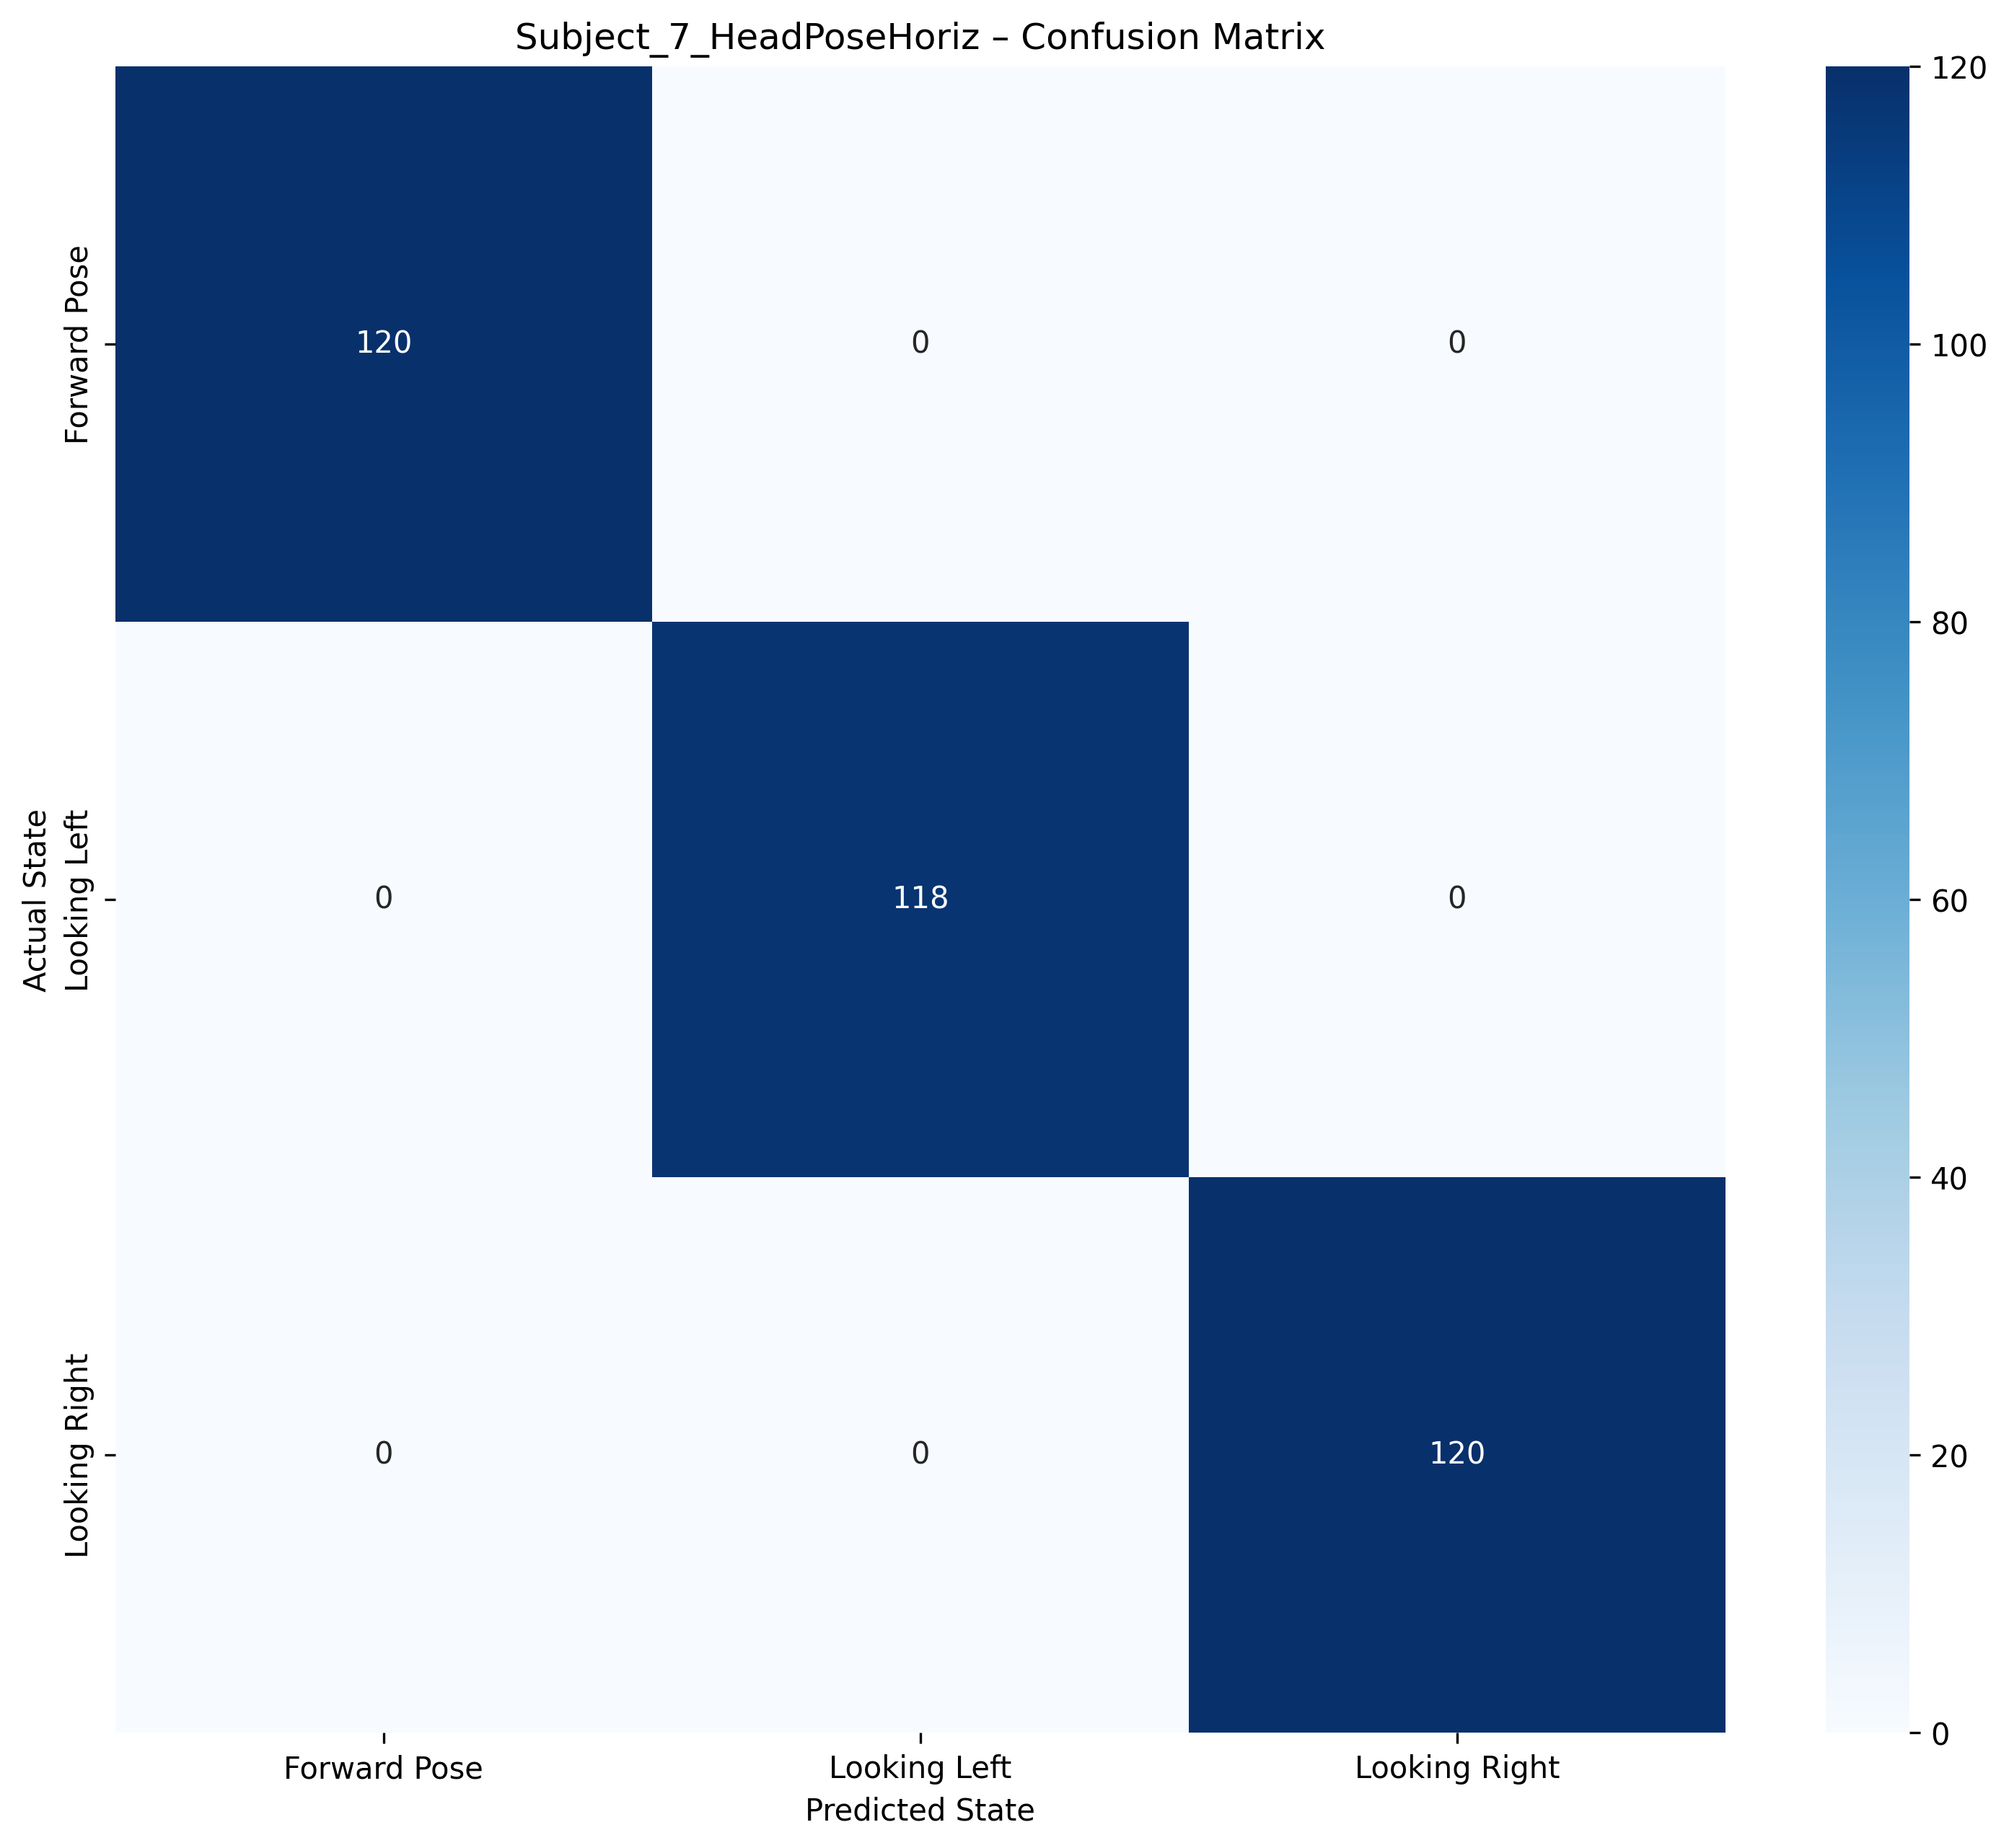 Subject_7_HeadPoseHoriz – Confusion Matrix
Forward Pose
120
0
0
Actual State
Looking Left
0
118
0
Looking Right
0
0
120
Forward Pose
Looking Left
Looking Right
Predicted State
120
100
80
60
40
20
0